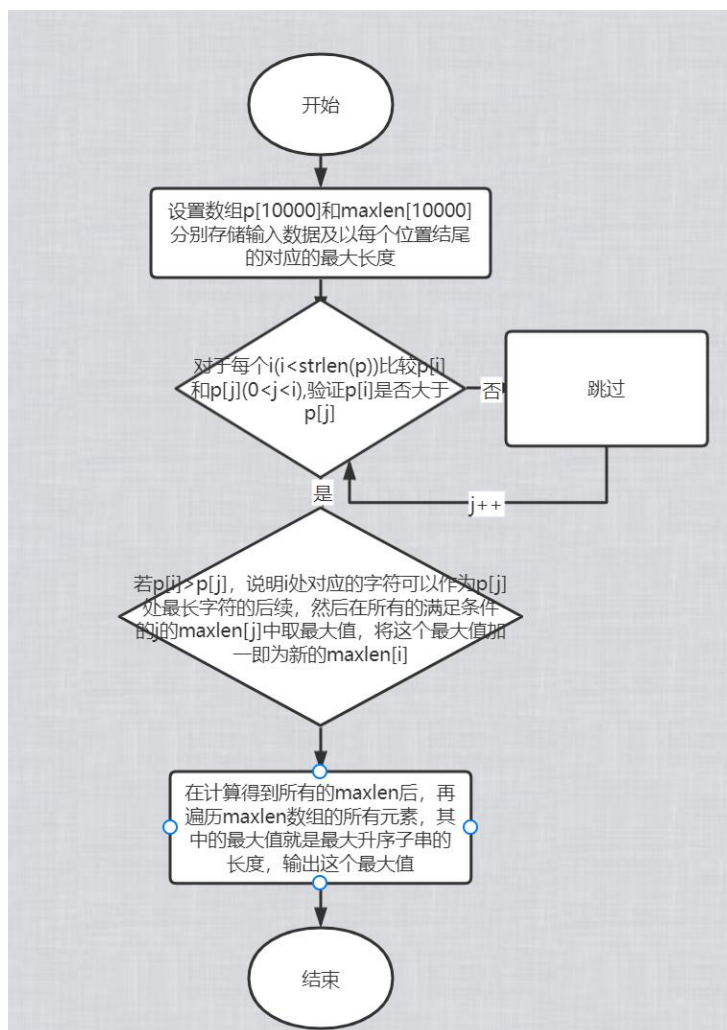 开始
设置数组p[10000]和maxlen[10000]
分别存储输入数据及以每个位置结尾
的对应的最大长度
对于每个i(i<strlen(p))比较p[i]
和p[j](0<j<i),验证p[i]是否大于
p[j]
否
跳过
j++
是
若p[i]>p[j]，说明i处对应的字符可以作为p[j]
处最长字符的后续，然后在所有的满足条件
的j的maxlen[j]中取最大值，将这个最大值加
一即为新的maxlen[i]
在计算得到所有的maxlen后，再
遍历maxlen数组的所有元素，其
中的最大值就是最大升序子串的
长度，输出这个最大值
结束